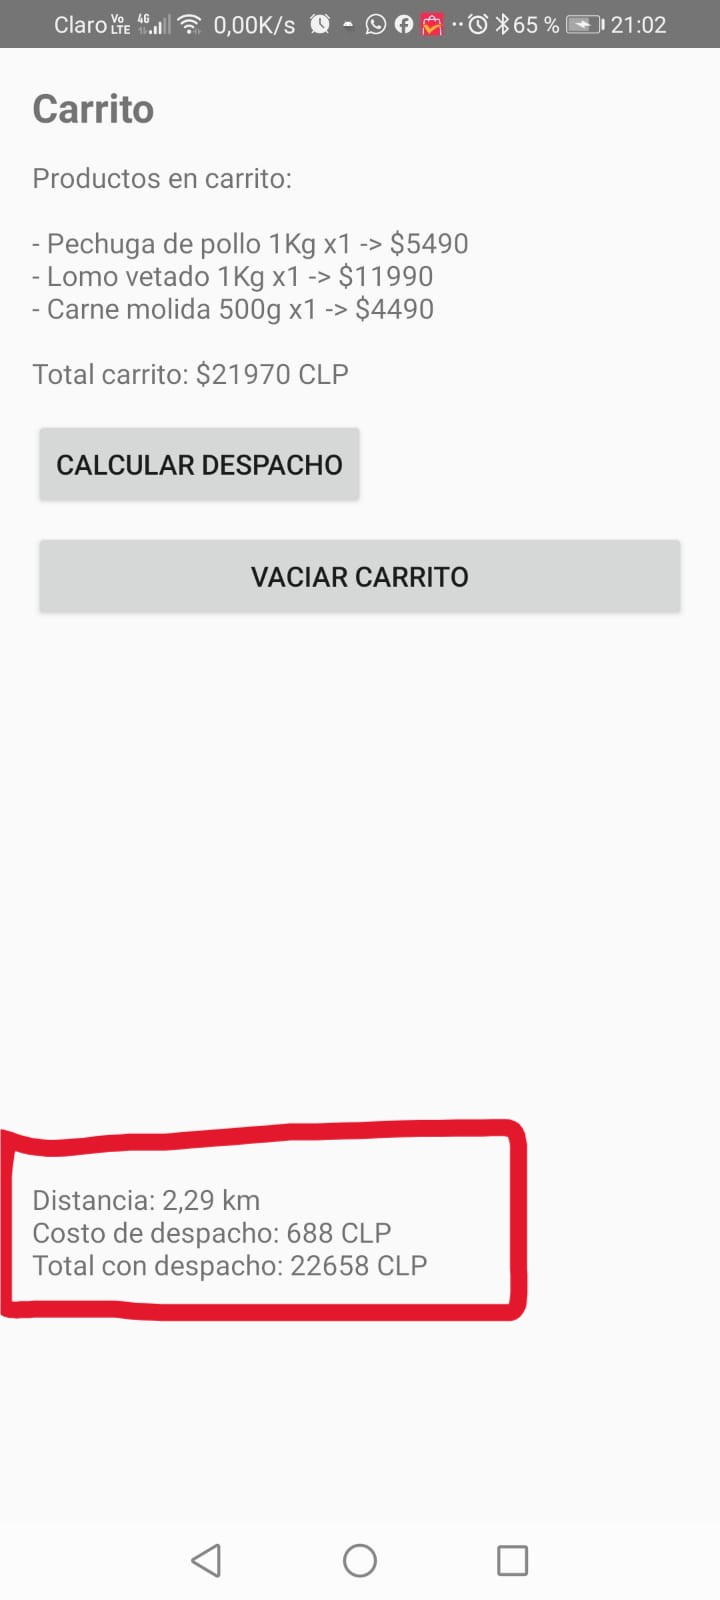 Claro Vo LTE 4G 0,00K/s 65 % 21:02
Carrito
Productos en carrito:
- Pechuga de pollo 1Kg x1 -> $5490
- Lomo vetado 1Kg x1 -> $11990
- Carne molida 500g x1 -> $4490
Total carrito: $21970 CLP
CALCULAR DESPACHO
VACIAR CARRITO
Distancia: 2,29 km
Costo de despacho: 688 CLP
Total con despacho: 22658 CLP